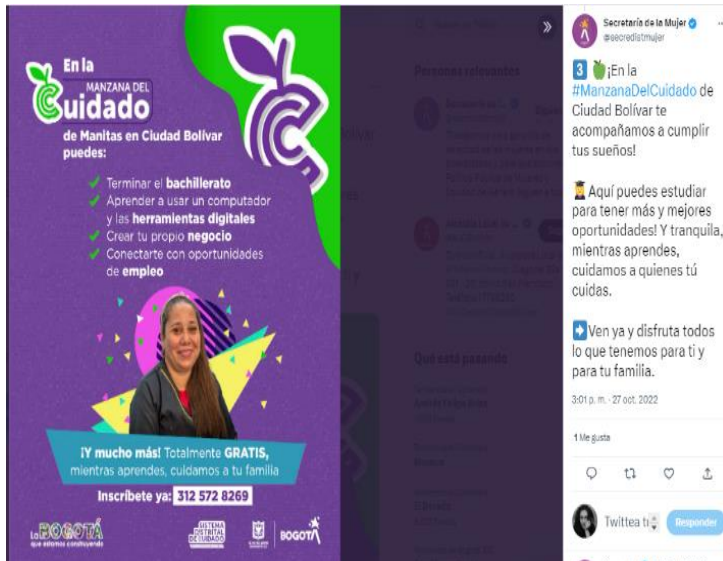 En la
MANZANA DEL
Cuidado
de Manitas en Ciudad Bolívar
puedes:
Terminar el bachillerato
Aprender a usar un computador
y las herramientas digitales
Crear tu propio negocio
Conectarte con oportunidades
de empleo
¡Y mucho más! Totalmente GRATIS,
mientras aprendes, cuidamos a tu familia
Inscríbete ya: 312 572 8269
La BOGOTÁ
que estamos construyendo
SISTEMA
DISTRITAL
DE CUIDADO
BOGOTÁ
Personas relevantes
Qué está pasando
Secretaría de la Mujer
@secredistmujer
3 ¡En la
#ManzanaDelCuidado de
Ciudad Bolívar te
acompañamos a cumplir
tus sueños!
Aquí puedes estudiar
para tener más y mejores
oportunidades! Y tranquila,
mientras aprendes,
cuidamos a quienes tú
cuidas.
Ven ya y disfruta todos
lo que tenemos para ti y
para tu familia.
3:01 p. m. · 27 oct. 2022
1 Me gusta
Twittea t
Responder